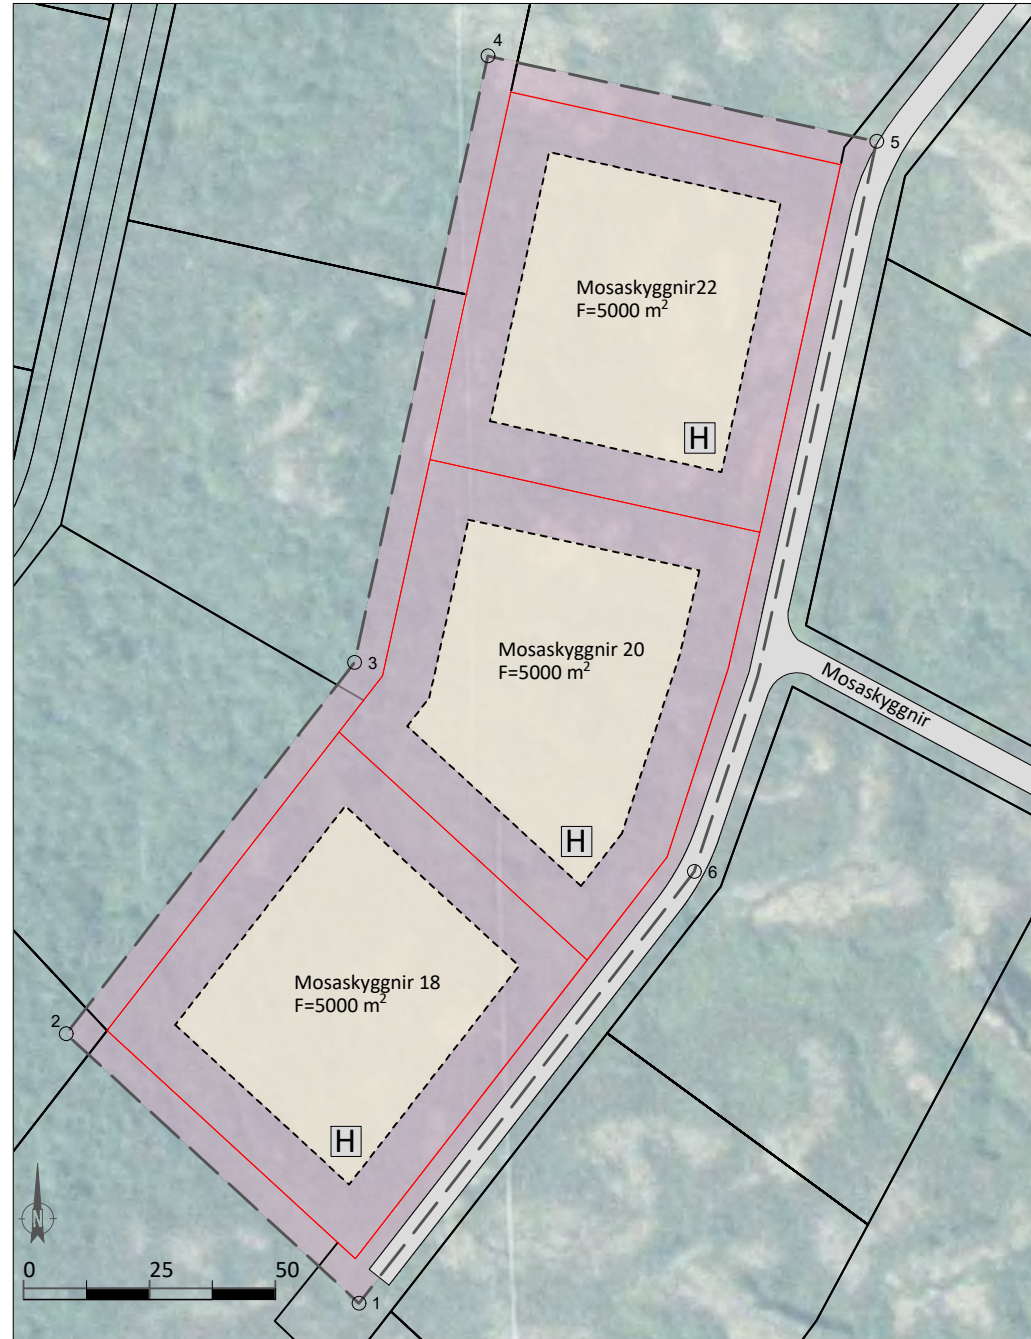 4
5
Mosaskyggnir22
F=5000 m²
H
Mosaskyggnir 20
F=5000 m²
3
Mosaskyggnir
H
6
Mosaskyggnir 18
F=5000 m²
2
H
N
0 25 50
1